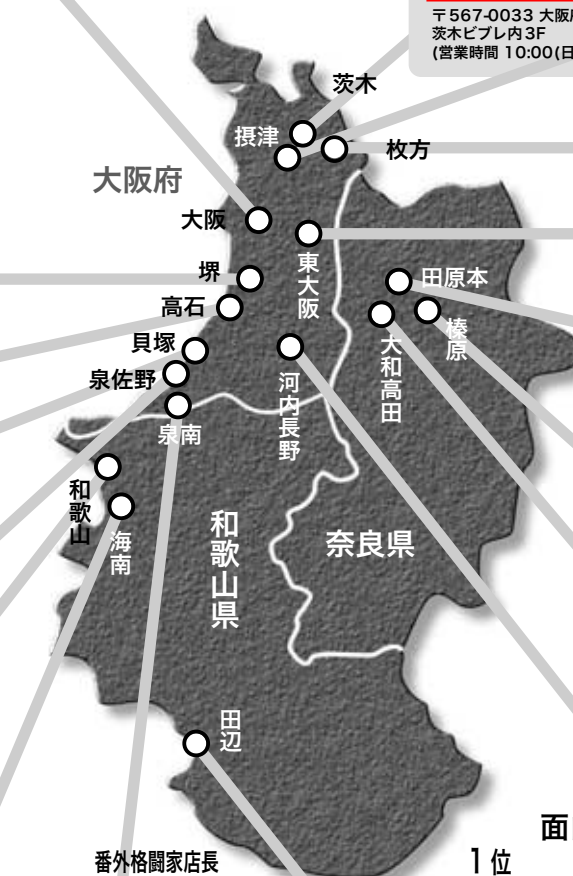 〒567-0033 大阪
茨木ビブレ内3F
(営業時間 10:00(日
茨木
摂津
枚方
大阪府
大阪
東大阪
堺
田原本
高石
榛原
大和高田
貝塚
河内長野
泉佐野
泉南
和歌山
海南
和歌山県
奈良県
田辺
面
番外格闘家店長
1位